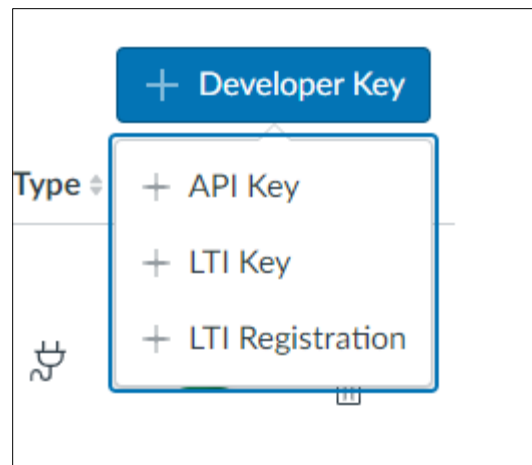 + Developer Key
Type
+ API Key
+ LTI Key
+ LTI Registration